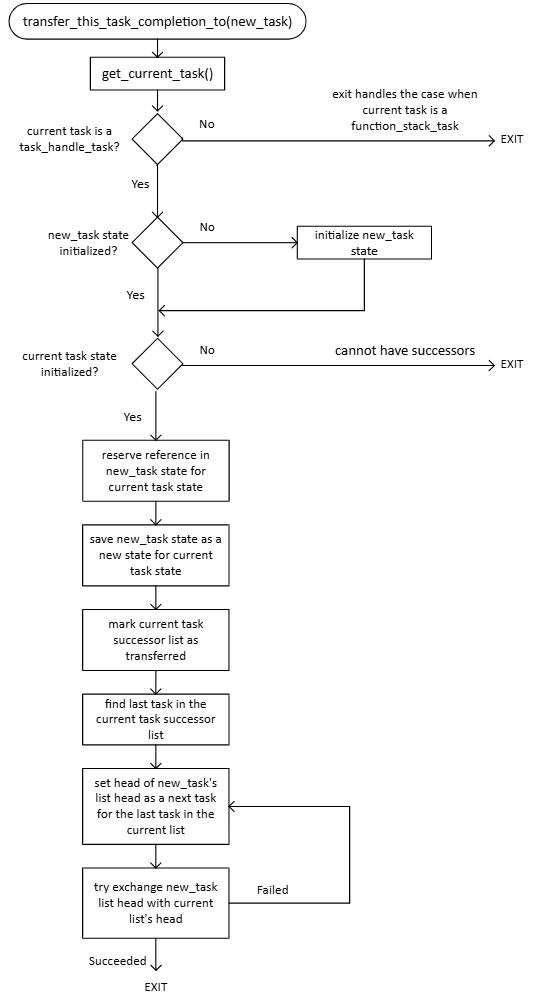 transfer_this_task_completion_to(new_task)
get_current_task()
exit handles the case when
current task is a
function_stack_task
No
current task is a
task_handle_task?
EXIT
Yes
new_task state
initialized?
No
initialize new_task
state
Yes
current task state
initialized?
No
cannot have successors
EXIT
Yes
reserve reference in
new_task state for
current task state
save new_task state as a
new state for current
task state
mark current task
successor list as
transferred
find last task in the
current task successor
list
set head of new_task's
list head as a next task
for the last task in the
current list
try exchange new_task
list head with current
list's head
Failed
Succeeded
EXIT